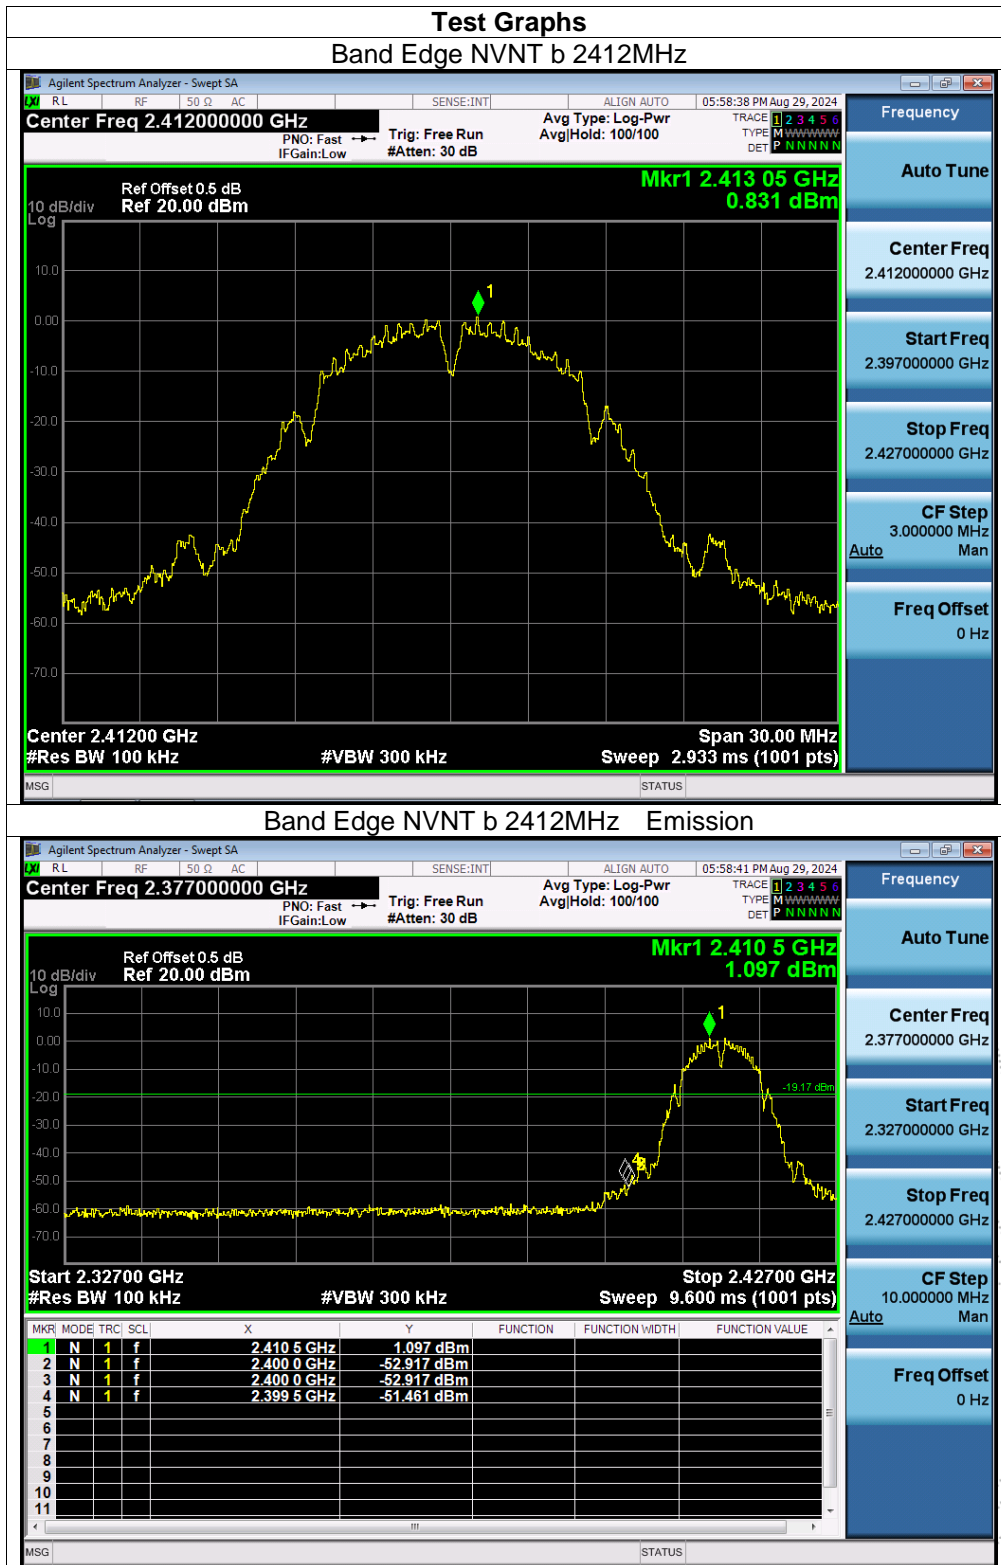 Test Graphs
Band Edge NVNT b 2412MHz
Agilent Spectrum Analyzer - Swept SA
LXI RL RF 50 Ω AC SENSE:INT ALIGN AUTO 05:58:38 PM Aug 29, 2024
Center Freq 2.412000000 GHz
PNO: Fast
IFGain:Low
Trig: Free Run
#Atten: 30 dB
Avg Type: Log-Pwr
Avg|Hold: 100/100
TRACE 1 2 3 4 5 6
TYPE M WWWWW
DET P N N N N N
Mkr1 2.413 05 GHz
0.831 dBm
Ref Offset 0.5 dB
10 dB/div Ref 20.00 dBm
Log
1
10.0
0.00
-10.0
-20.0
-30.0
-40.0
-50.0
-60.0
-70.0
Center 2.41200 GHz Span 30.00 MHz
#Res BW 100 kHz #VBW 300 kHz Sweep 2.933 ms (1001 pts)
MSG STATUS
Frequency
Auto Tune
Center Freq
2.412000000 GHz
Start Freq
2.397000000 GHz
Stop Freq
2.427000000 GHz
CF Step
3.000000 MHz
Auto Man
Freq Offset
0 Hz
Band Edge NVNT b 2412MHz Emission
Agilent Spectrum Analyzer - Swept SA
LXI RL RF 50 Ω AC SENSE:INT ALIGN AUTO 05:58:41 PM Aug 29, 2024
Center Freq 2.377000000 GHz
PNO: Fast
IFGain:Low
Trig: Free Run
#Atten: 30 dB
Avg Type: Log-Pwr
Avg|Hold: 100/100
TRACE 1 2 3 4 5 6
TYPE M WWWWW
DET P N N N N N
Mkr1 2.410 5 GHz
1.097 dBm
Ref Offset 0.5 dB
10 dB/div Ref 20.00 dBm
Log
1
10.0
0.00
-10.0
-19.17 dBm
-20.0
-30.0
-40.0
-50.0
-60.0
-70.0
Start 2.32700 GHz Stop 2.42700 GHz
#Res BW 100 kHz #VBW 300 kHz Sweep 9.600 ms (1001 pts)
MKR MODE TRC SCL X Y FUNCTION FUNCTION WIDTH FUNCTION VALUE
1 N 1 f 2.410 5 GHz 1.097 dBm
2 N 1 f 2.400 0 GHz -52.917 dBm
3 N 1 f 2.400 0 GHz -52.917 dBm
4 N 1 f 2.399 5 GHz -51.461 dBm
5
6
7
8
9
10
11
MSG STATUS
Frequency
Auto Tune
Center Freq
2.377000000 GHz
Start Freq
2.327000000 GHz
Stop Freq
2.427000000 GHz
CF Step
10.000000 MHz
Auto Man
Freq Offset
0 Hz